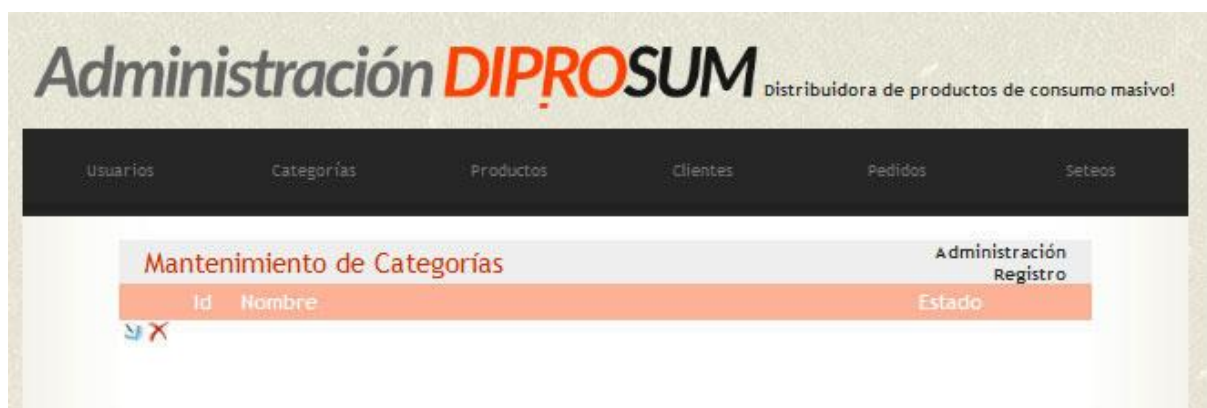 Administración DIPROSUM Distribuidora de productos de consumo masivo!
Usuarios Categorías Productos Clientes Pedidos Seteos
Mantenimiento de Categorías Administración
Registro
Id Nombre Estado